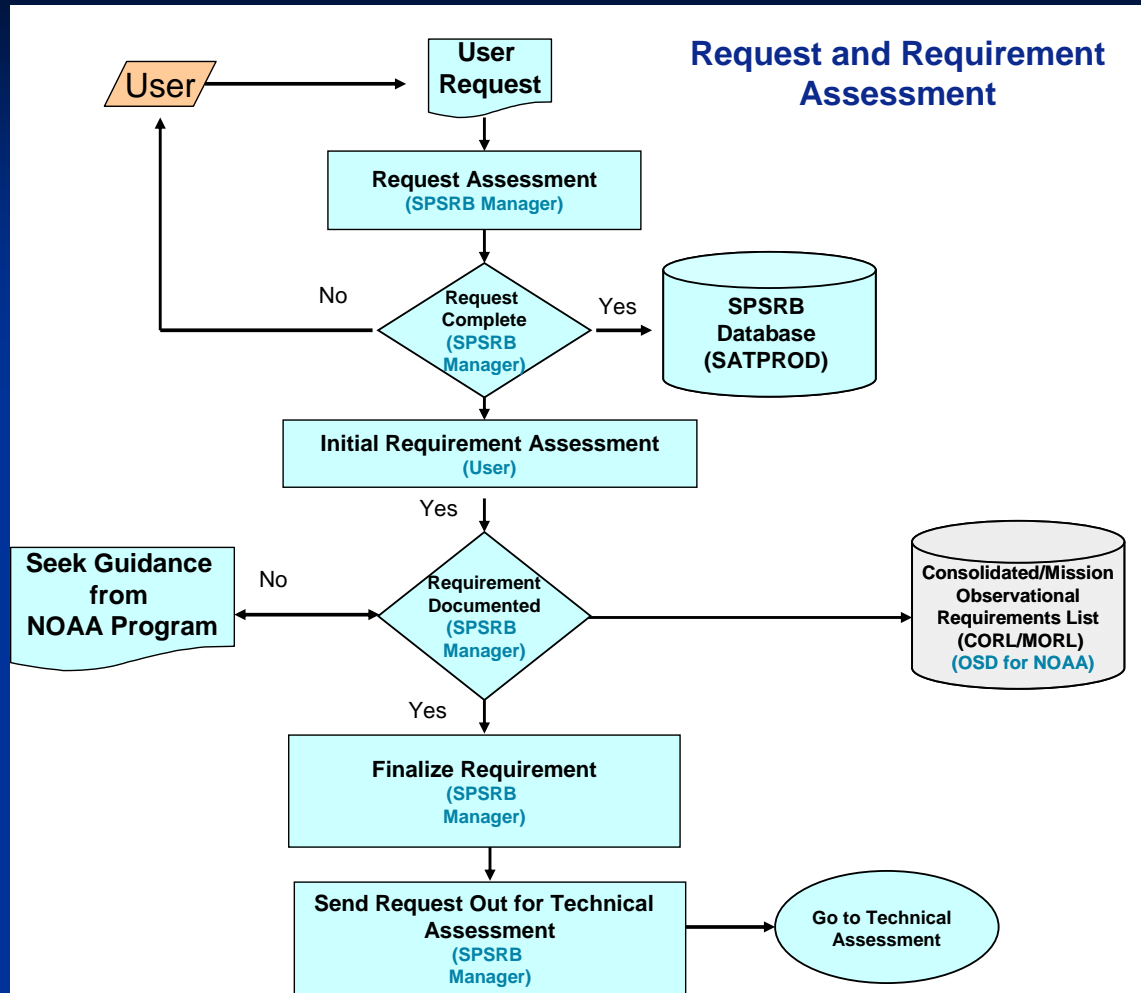 Request and Requirement
Assessment
User
User
Request
Request Assessment
(SPSRB Manager)
No
Request
Complete
(SPSRB
Manager)
Yes
SPSRB
Database
(SATPROD)
Initial Requirement Assessment
(User)
Yes
Seek Guidance
from
NOAA Program
No
Requirement
Documented
(SPSRB
Manager)
Consolidated/Mission
Observational
Requirements List
(CORL/MORL)
(OSD for NOAA)
Yes
Finalize Requirement
(SPSRB
Manager)
Send Request Out for Technical
Assessment
(SPSRB
Manager)
Go to Technical
Assessment